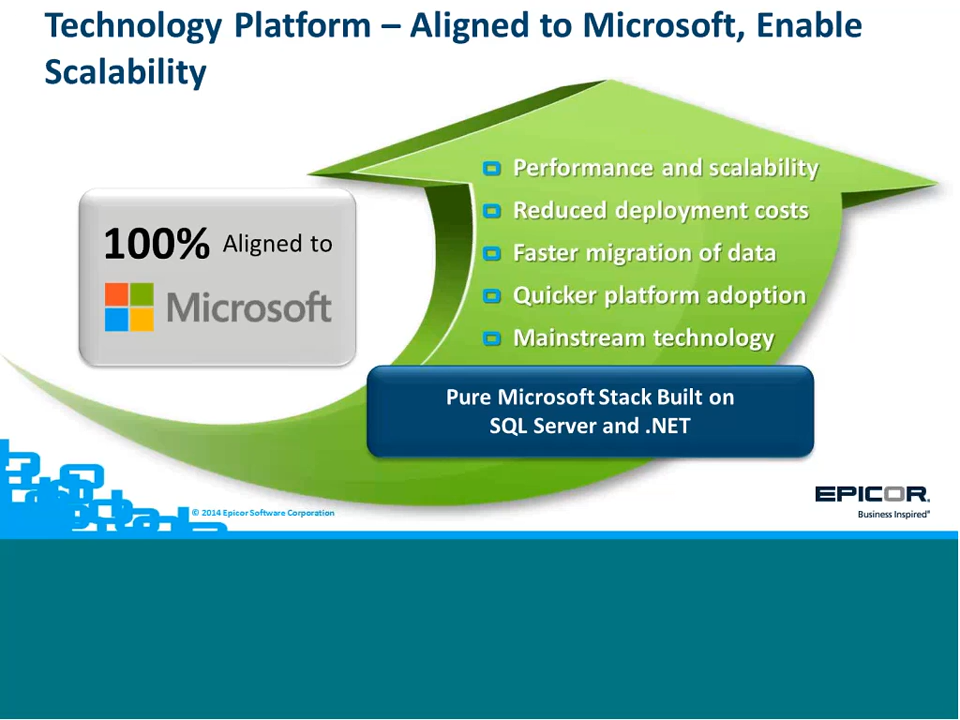 Technology Platform – Aligned to Microsoft, Enable
Scalability
100% Aligned to
Microsoft
Performance and scalability
Reduced deployment costs
Faster migration of data
Quicker platform adoption
Mainstream technology
Pure Microsoft Stack Built on
SQL Server and .NET
© 2014 Epicor Software Corporation
EPICOR.
Business Inspired®